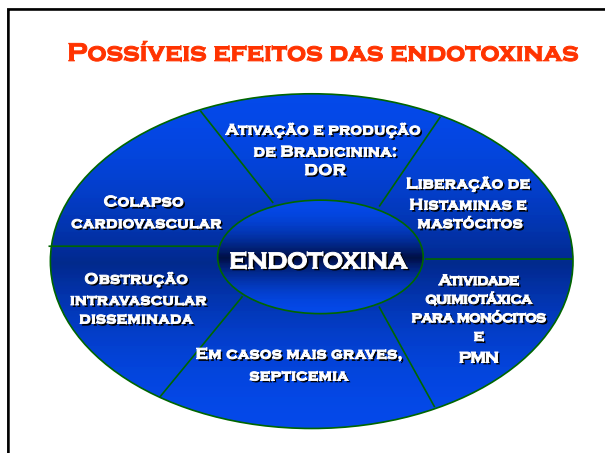 Possíveis efeitos das endotoxinas
Ativação e produção
de Bradicinina:
DOR
Liberação de
Histaminas e
mastócitos
Colapso
cardiovascular
ENDOTOXINA
Obstrução
intravascular
disseminada
Atividade
quimiotáxica
para monócitos
e
PMN
Em casos mais graves,
septicemia